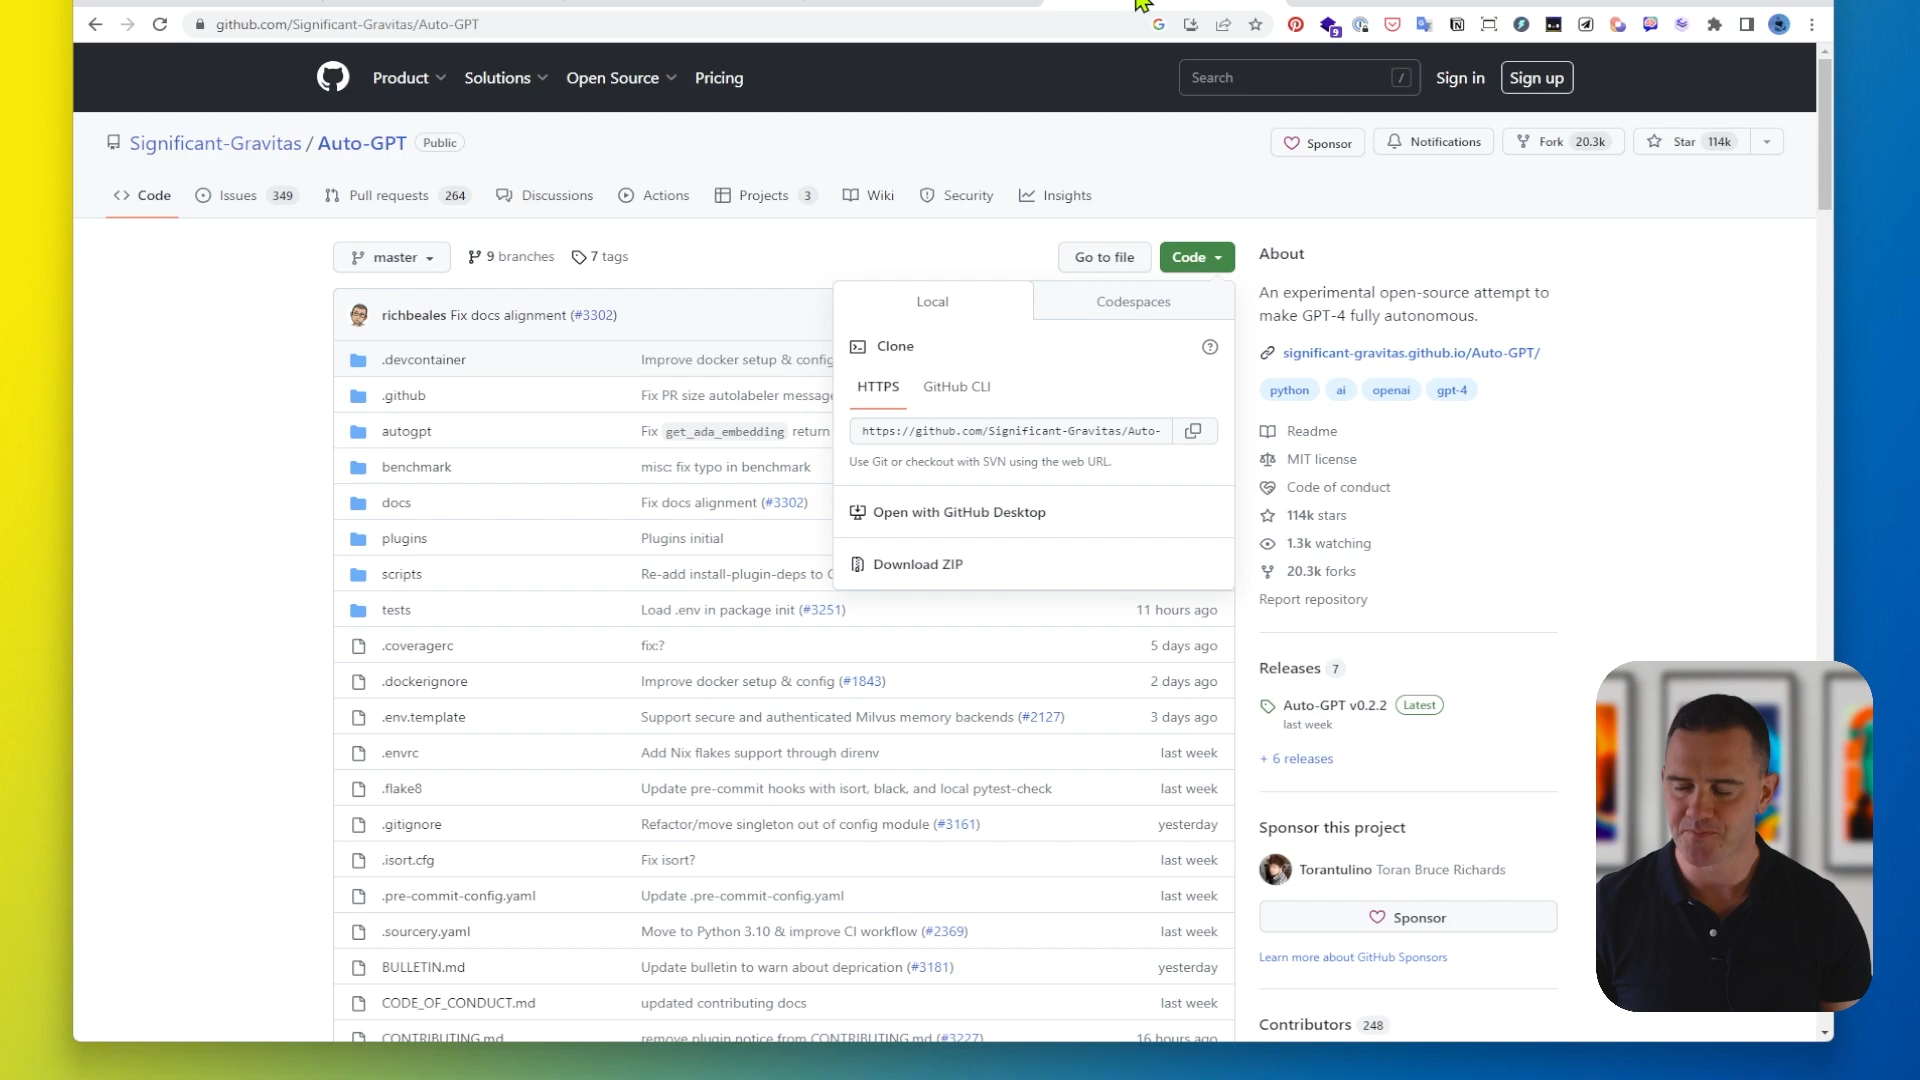 github.com/Significant-Gravitas/Auto-GPT
9
Product Solutions Open Source Pricing Search / Sign in Sign up
Significant-Gravitas / Auto-GPT Public Sponsor Notifications Fork 20.3k Star 114k
Code Issues 349 Pull requests 264 Discussions Actions Projects 3 Wiki Security Insights
master 9 branches 7 tags Go to file Code
richbeales Fix docs alignment (#3302)
.devcontainer Improve docker setup & config
.github Fix PR size autolabeler message
autogpt Fix get_ada_embedding return
benchmark misc: fix typo in benchmark
docs Fix docs alignment (#3302)
plugins Plugins initial
scripts Re-add install-plugin-deps to C
tests Load .env in package init (#3251) 11 hours ago
.coveragerc fix:? 5 days ago
.dockerignore Improve docker setup & config (#1843) 2 days ago
.env.template Support secure and authenticated Milvus memory backends (#2127) 3 days ago
.envrc Add Nix flakes support through direnv last week
.flake8 Update pre-commit hooks with isort, black, and local pytest-check last week
.gitignore Refactor/move singleton out of config module (#3161) yesterday
.isort.cfg Fix isort? last week
.pre-commit-config.yaml Update .pre-commit-config.yaml last week
.sourcery.yaml Move to Python 3.10 & improve CI workflow (#2369) last week
BULLETIN.md Update bulletin to warn about deprication (#3181) yesterday
CODE_OF_CONDUCT.md updated contributing docs last week
CONTRIBUTING.md remove plugin notice from CONTRIBUTING.md (#3227) 16 hours ago
Local Codespaces
Clone
HTTPS GitHub CLI
https://github.com/Significant-Gravitas/Auto-
Use Git or checkout with SVN using the web URL.
Open with GitHub Desktop
Download ZIP
About
An experimental open-source attempt to
make GPT-4 fully autonomous.
significant-gravitas.github.io/Auto-GPT/
python ai openai gpt-4
Readme
MIT license
Code of conduct
114k stars
1.3k watching
20.3k forks
Report repository
Releases 7
Auto-GPT v0.2.2 Latest
last week
+ 6 releases
Sponsor this project
Torantulino Toran Bruce Richards
Sponsor
Learn more about GitHub Sponsors
Contributors 248